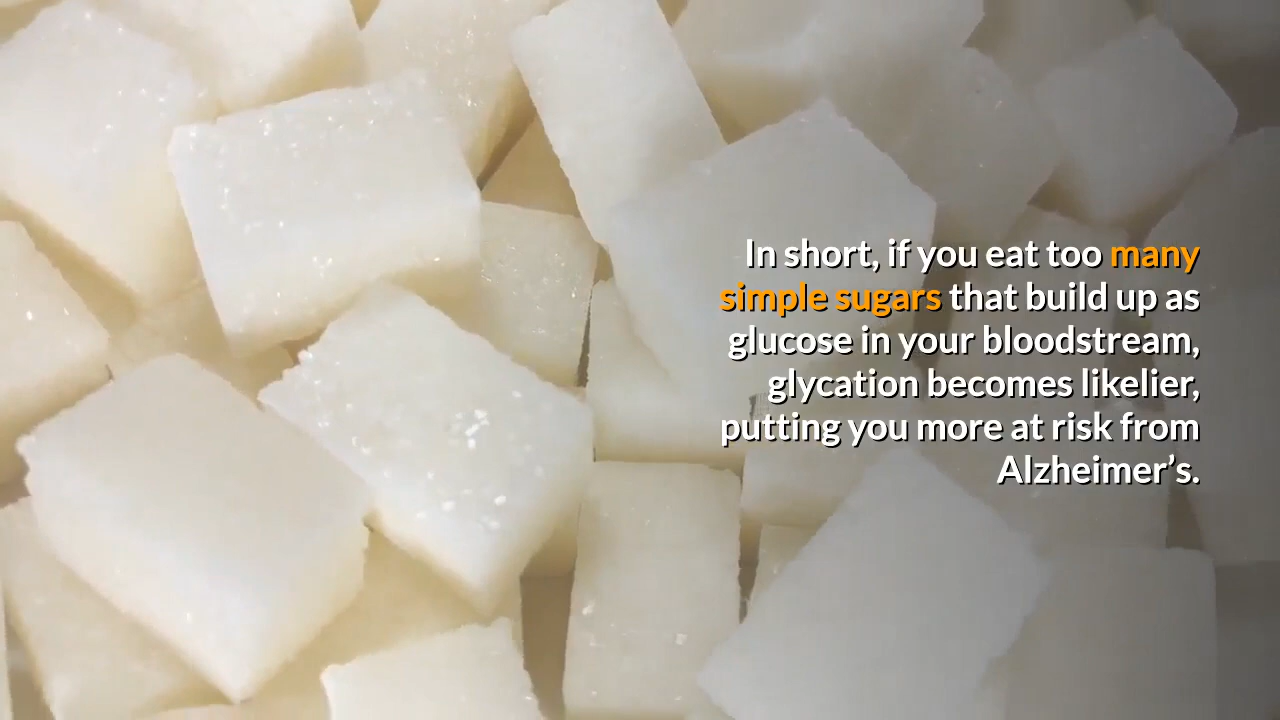 In short, if you eat too many
simple sugars that build up as
glucose in your bloodstream,
glycation becomes likelier,
putting you more at risk from
Alzheimer’s.